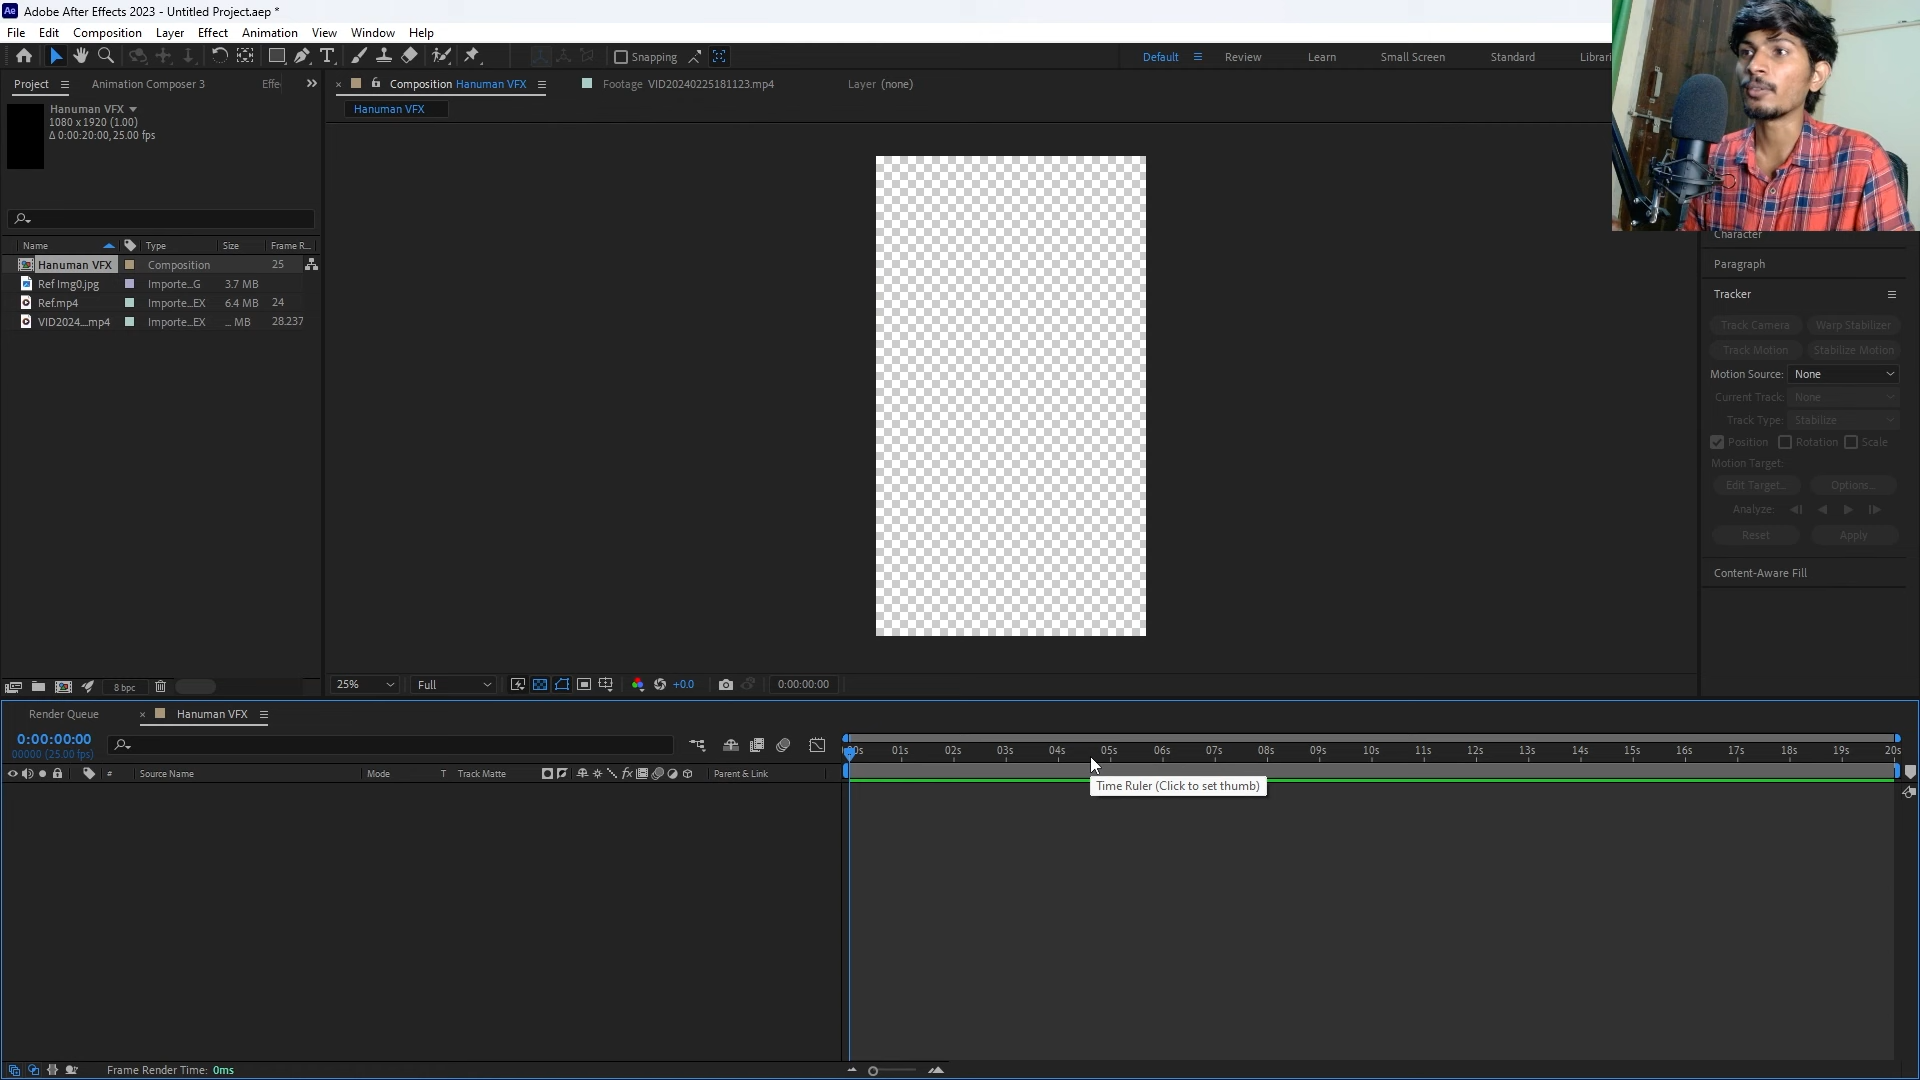 Adobe After Effects 2023 - Untitled Project.aep *
File Edit Composition Layer Effect Animation View Window Help
Snapping
Default Review Learn Small Screen Standard Librari
Project Animation Composer 3 Effe
Composition Hanuman VFX
Footage VID20240225181123.mp4
Layer (none)
Hanuman VFX
Hanuman VFX
1080 x 1920 (1.00)
Δ 0:00:20:00, 25.00 fps
Name Type Size Frame R...
Hanuman VFX Composition 25
Ref Img0.jpg Importe...G 3.7 MB
Ref.mp4 Importe...EX 6.4 MB 24
VID2024....mp4 Importe...EX ... MB 28.237
8 bpc
25% Full +0.0 0:00:00:00
Character
Paragraph
Tracker
Track Camera Warp Stabilizer
Track Motion Stabilize Motion
Motion Source: None
Current Track: None
Track Type: Stabilize
Position Rotation Scale
Motion Target:
Edit Target... Options...
Analyze:
Reset Apply
Content-Aware Fill
Render Queue Hanuman VFX
0:00:00:00
00000 (25.00 fps)
00s 01s 02s 03s 04s 05s 06s 07s 08s 09s 10s 11s 12s 13s 14s 15s 16s 17s 18s 19s 20s
# Source Name Mode T Track Matte fx Parent & Link
Time Ruler (Click to set thumb)
Frame Render Time: 0ms